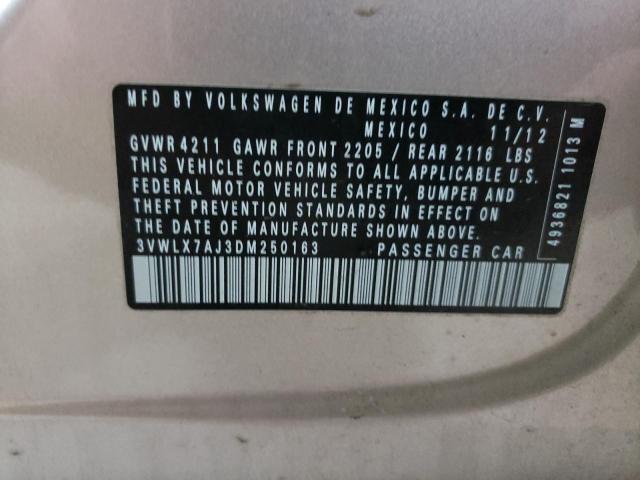 MFD BY VOLKSWAGEN DE MEXICO S.A. DE C.V.
MEXICO 11/12
GVWR 4211 GAWR FRONT 2205 / REAR 2116 LBS
THIS VEHICLE CONFORMS TO ALL APPLICABLE U.S.
FEDERAL MOTOR VEHICLE SAFETY, BUMPER AND
THEFT PREVENTION STANDARDS IN EFFECT ON
THE DATE OF MANUFACTURE SHOWN ABOVE.
3VWLX7AJ3DM250163 PASSENGER CAR
4936821 1013 M